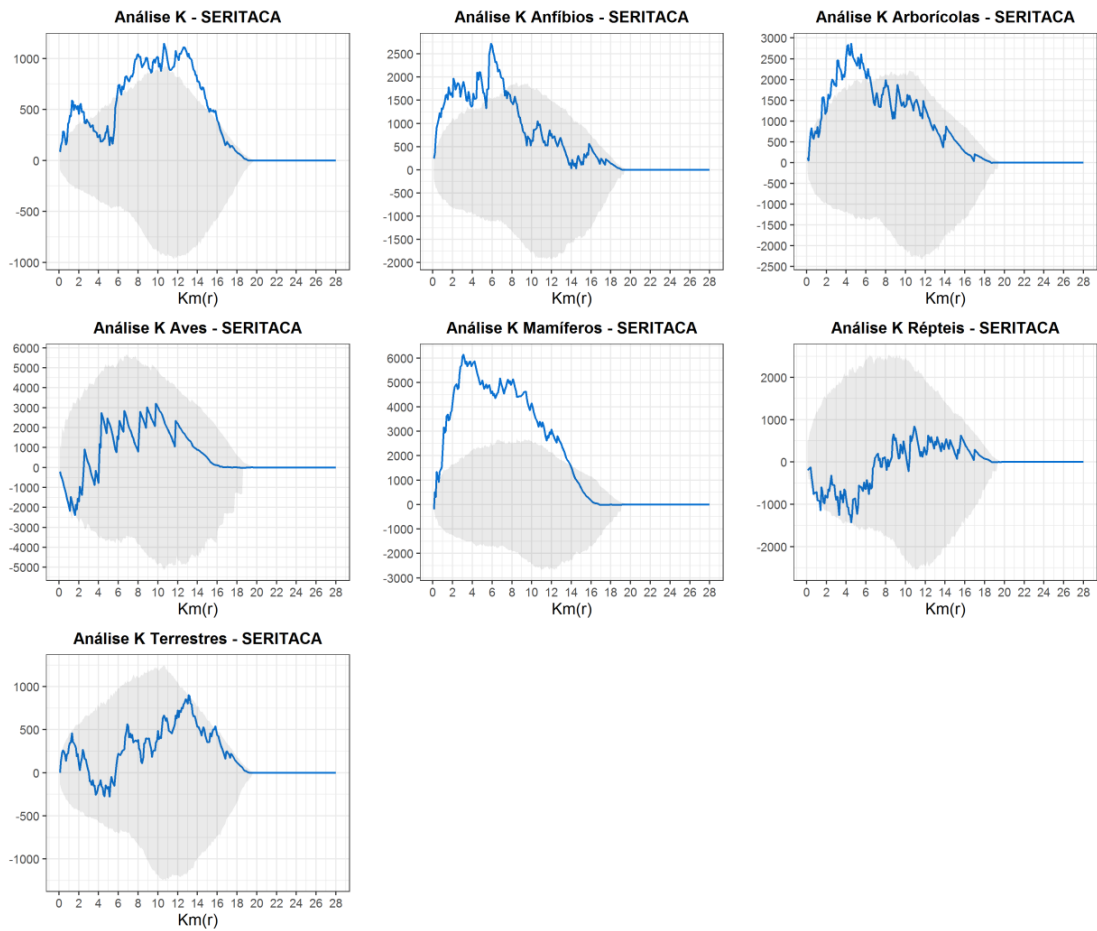 Análise K - SERITACA
1000
500
0
-500
-1000
0 2 4 6 8 10 12 14 16 18 20 22 24 26 28
Km(r)
Análise K Anfíbios - SERITACA
2500
2000
1500
1000
500
0
-500
-1000
-1500
-2000
0 2 4 6 8 10 12 14 16 18 20 22 24 26 28
Km(r)
Análise K Arborícolas - SERITACA
3000
2500
2000
1500
1000
500
0
-500
-1000
-1500
-2000
-2500
0 2 4 6 8 10 12 14 16 18 20 22 24 26 28
Km(r)
Análise K Aves - SERITACA
6000
5000
4000
3000
2000
1000
0
-1000
-2000
-3000
-4000
-5000
0 2 4 6 8 10 12 14 16 18 20 22 24 26 28
Km(r)
Análise K Mamíferos - SERITACA
6000
5000
4000
3000
2000
1000
0
-1000
-2000
-3000
0 2 4 6 8 10 12 14 16 18 20 22 24 26 28
Km(r)
Análise K Répteis - SERITACA
2000
1000
0
-1000
-2000
0 2 4 6 8 10 12 14 16 18 20 22 24 26 28
Km(r)
Análise K Terrestres - SERITACA
1000
500
0
-500
-1000
0 2 4 6 8 10 12 14 16 18 20 22 24 26 28
Km(r)